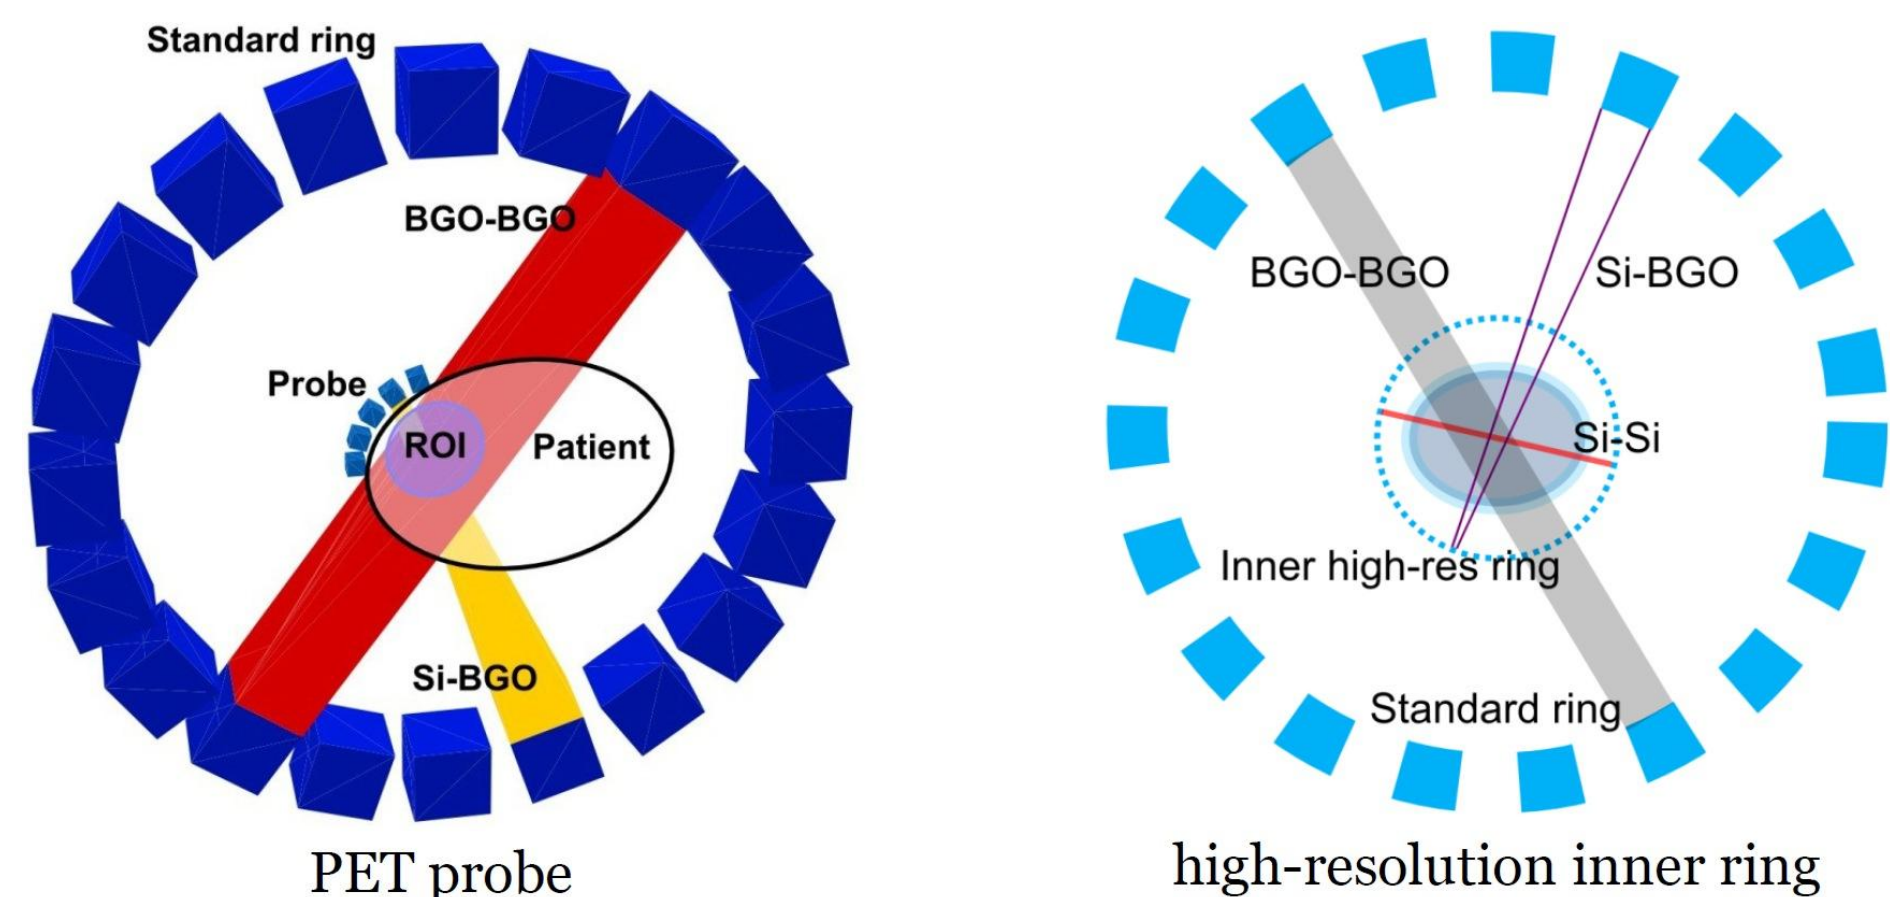 Standard ring
BGO-BGO
Probe
ROI
Patient
Si-BGO
PET probe
BGO-BGO
Si-BGO
Si-Si
Inner high-res ring
Standard ring
high-resolution inner ring